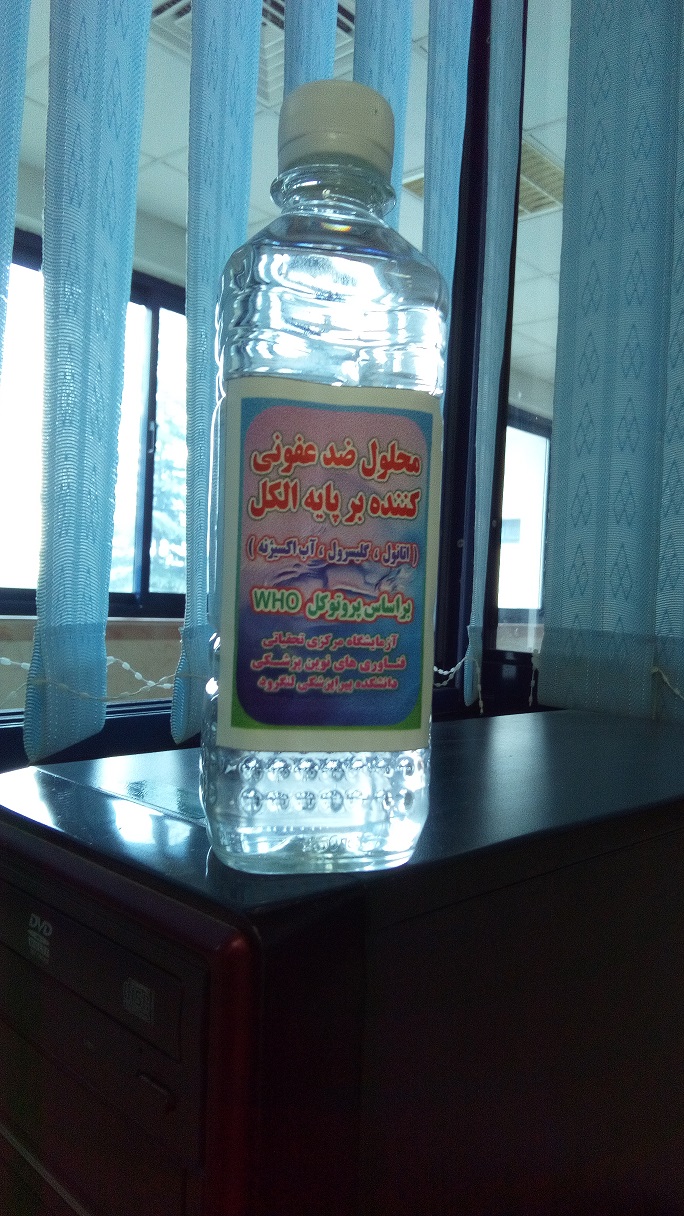 محلول ضد عفونی
کننده بر پایه الکل
( اتانول ، گلیسرول ، آب اکسیژنه )
براساس پروتوکل WHO
آزمایشگاه مرکزی تحقیقاتی
فناوری های نوین پزشکی
دانشکده پیراپزشکی لنگرود
DVD